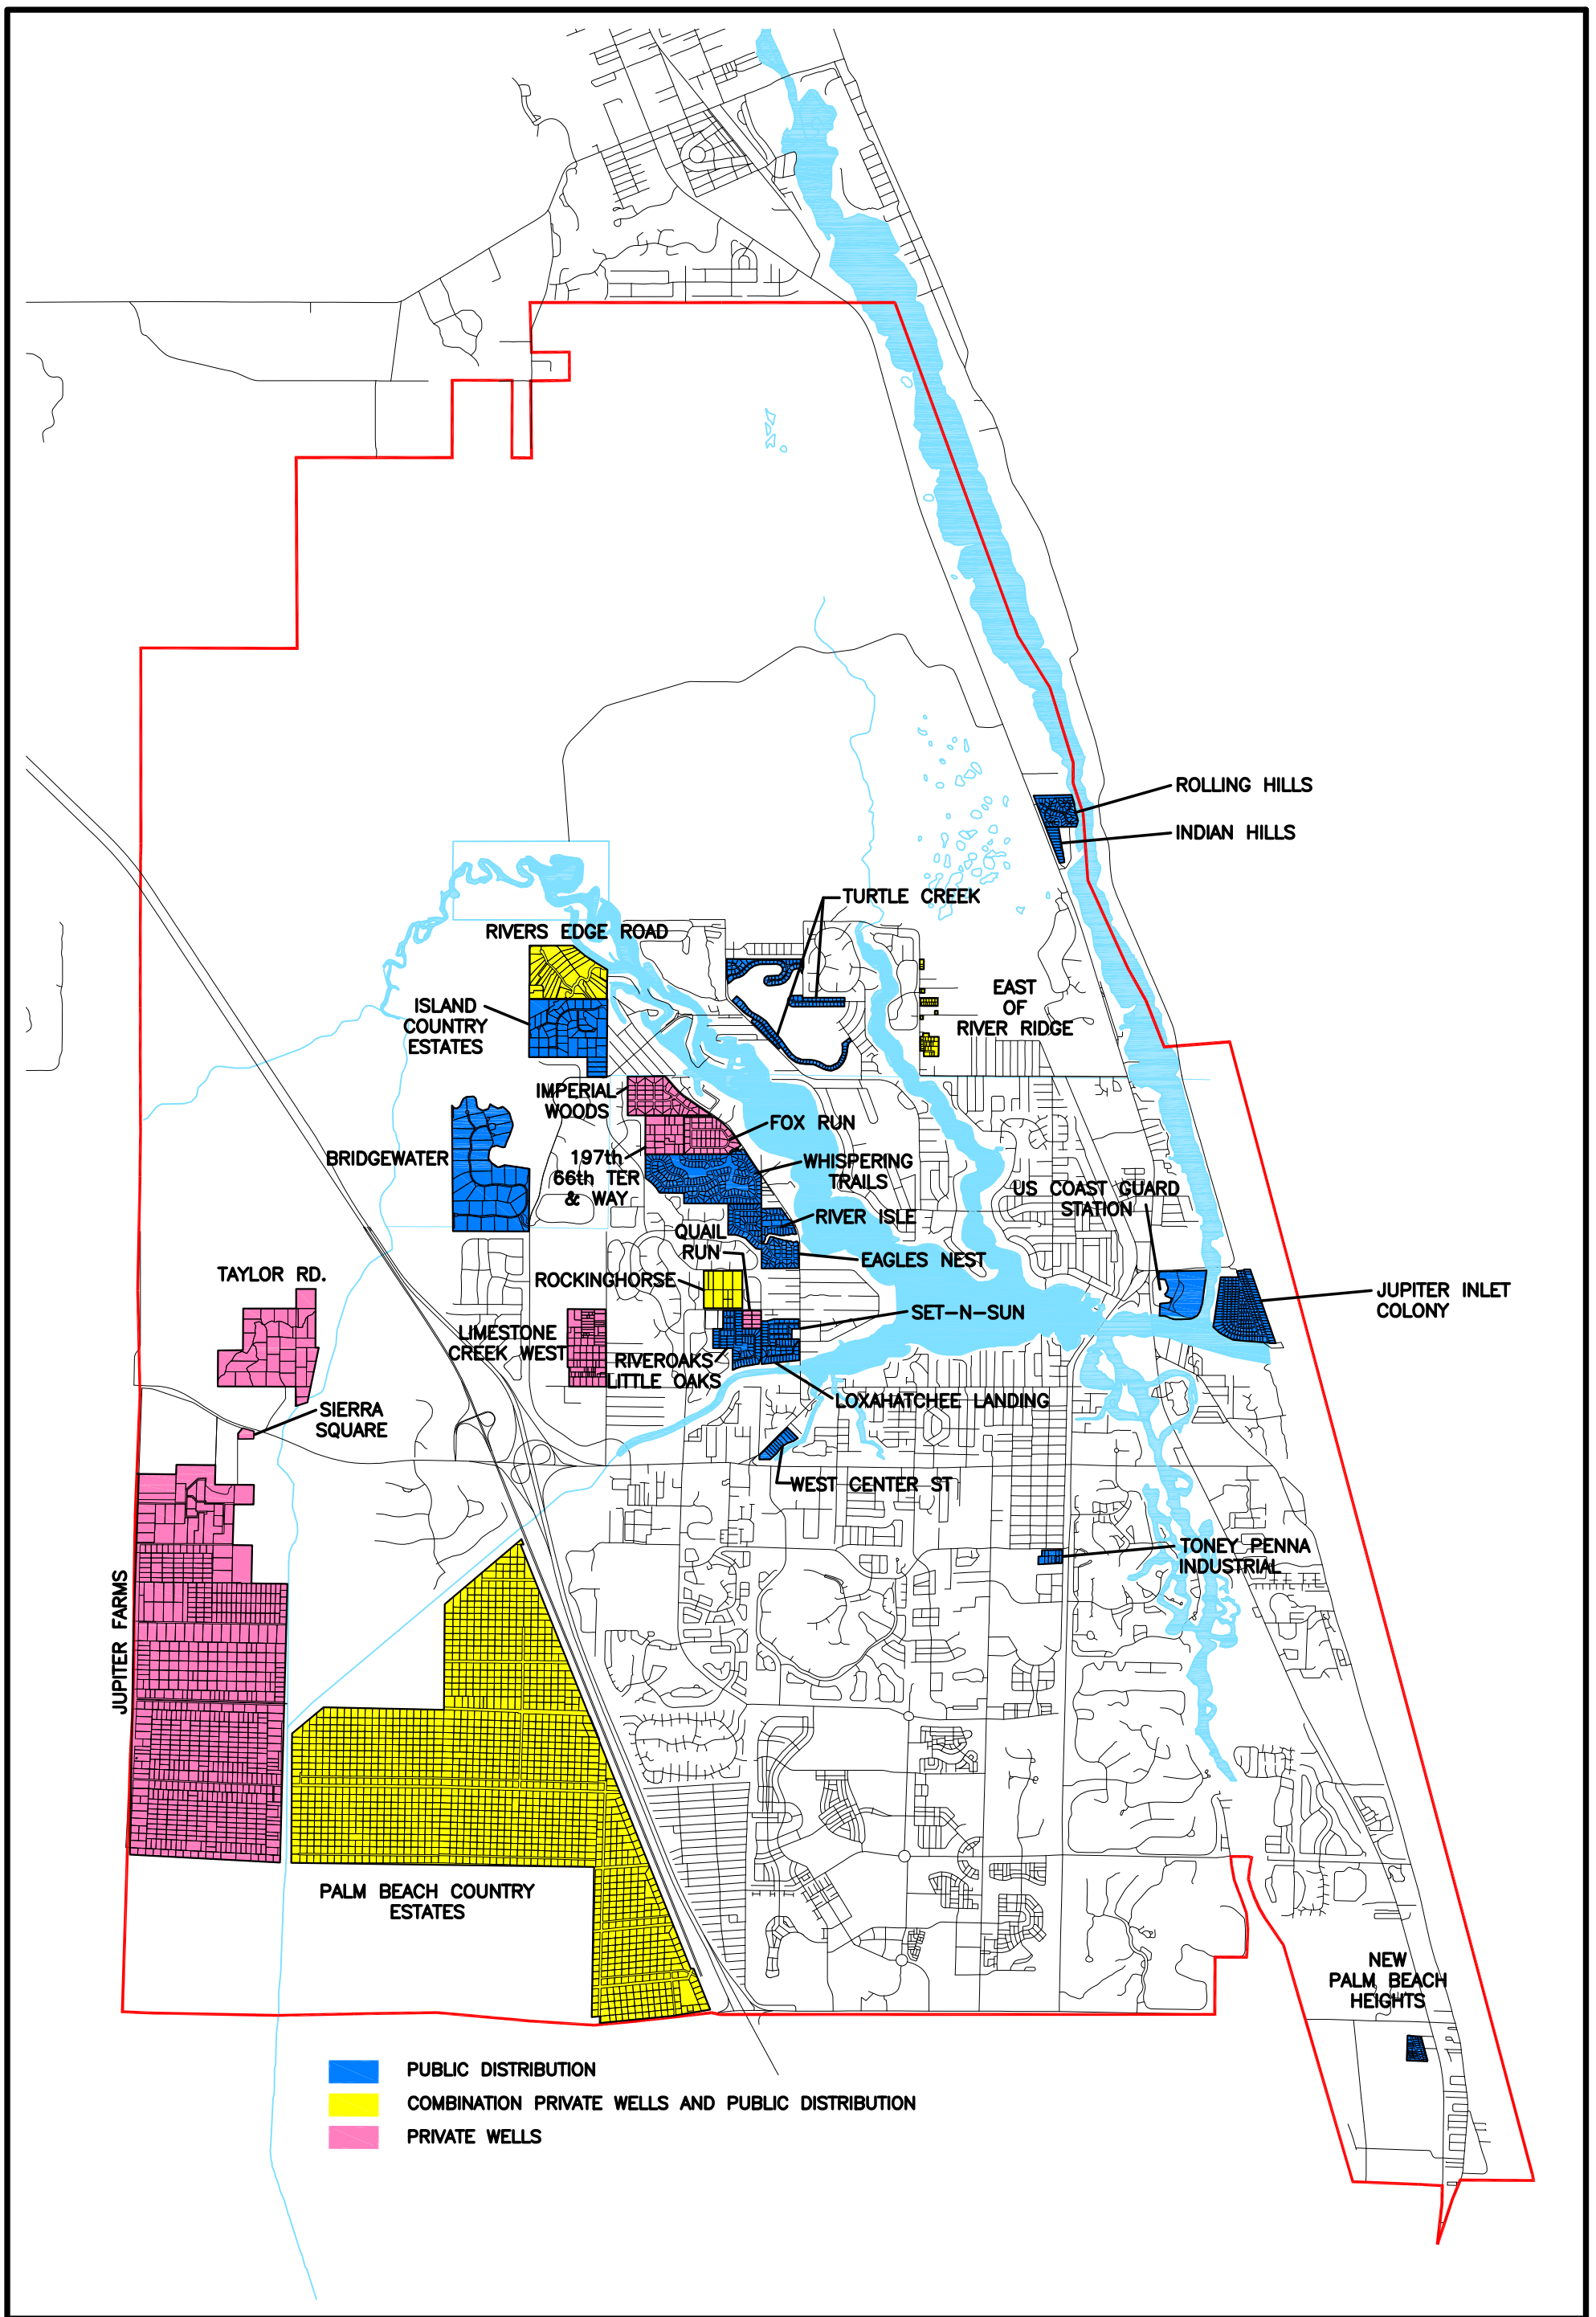 ROLLING HILLS
INDIAN HILLS
TURTLE CREEK
RIVERS EDGE ROAD
ISLAND
COUNTRY
ESTATES
EAST
OF
RIVER RIDGE
IMPERIAL
WOODS
FOX RUN
BRIDGEWATER
197th
66th TER
& WAY
WHISPERING
TRAILS
US COAST GUARD
STATION
RIVER ISLE
QUAIL
RUN
EAGLES NEST
TAYLOR RD.
ROCKINGHORSE
JUPITER INLET
COLONY
SET-N-SUN
LIMESTONE
CREEK WEST
RIVEROAKS
LITTLE OAKS
LOXAHATCHEE LANDING
SIERRA
SQUARE
WEST CENTER ST
TONEY PENNA
INDUSTRIAL
JUPITER FARMS
PALM BEACH COUNTRY
ESTATES
NEW
PALM BEACH
HEIGHTS
PUBLIC DISTRIBUTION
COMBINATION PRIVATE WELLS AND PUBLIC DISTRIBUTION
PRIVATE WELLS